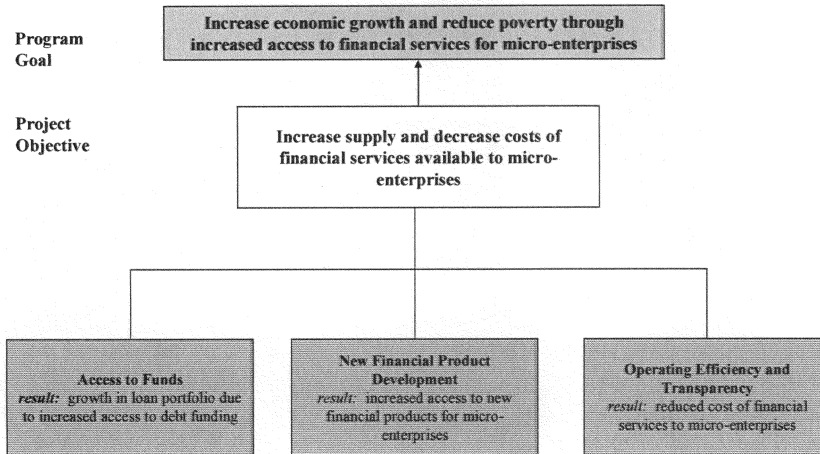 Program
Goal
Increase economic growth and reduce poverty through
increased access to financial services for micro-enterprises
Project
Objective
Increase supply and decrease costs of
financial services available to micro-
enterprises
Access to Funds
result: growth in loan portfolio due
to increased access to debt funding
New Financial Product
Development
result: increased access to new
financial products for micro-
enterprises
Operating Efficiency and
Transparency
result: reduced cost of financial
services to micro-enterprises